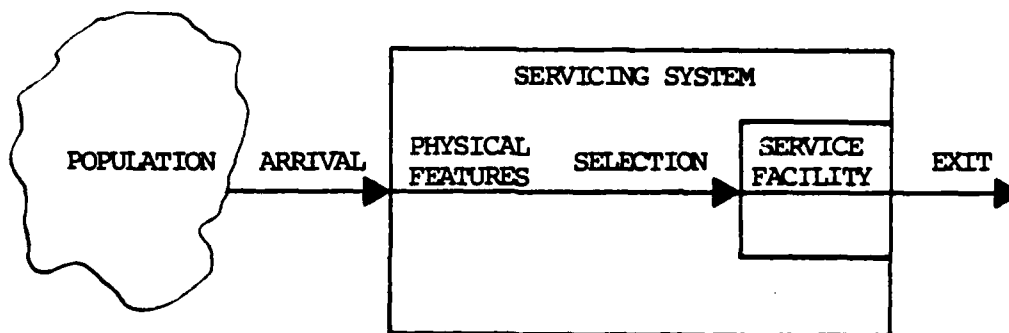 SERVICING SYSTEM
POPULATION
ARRIVAL
PHYSICAL
FEATURES
SELECTION
SERVICE
FACILITY
EXIT